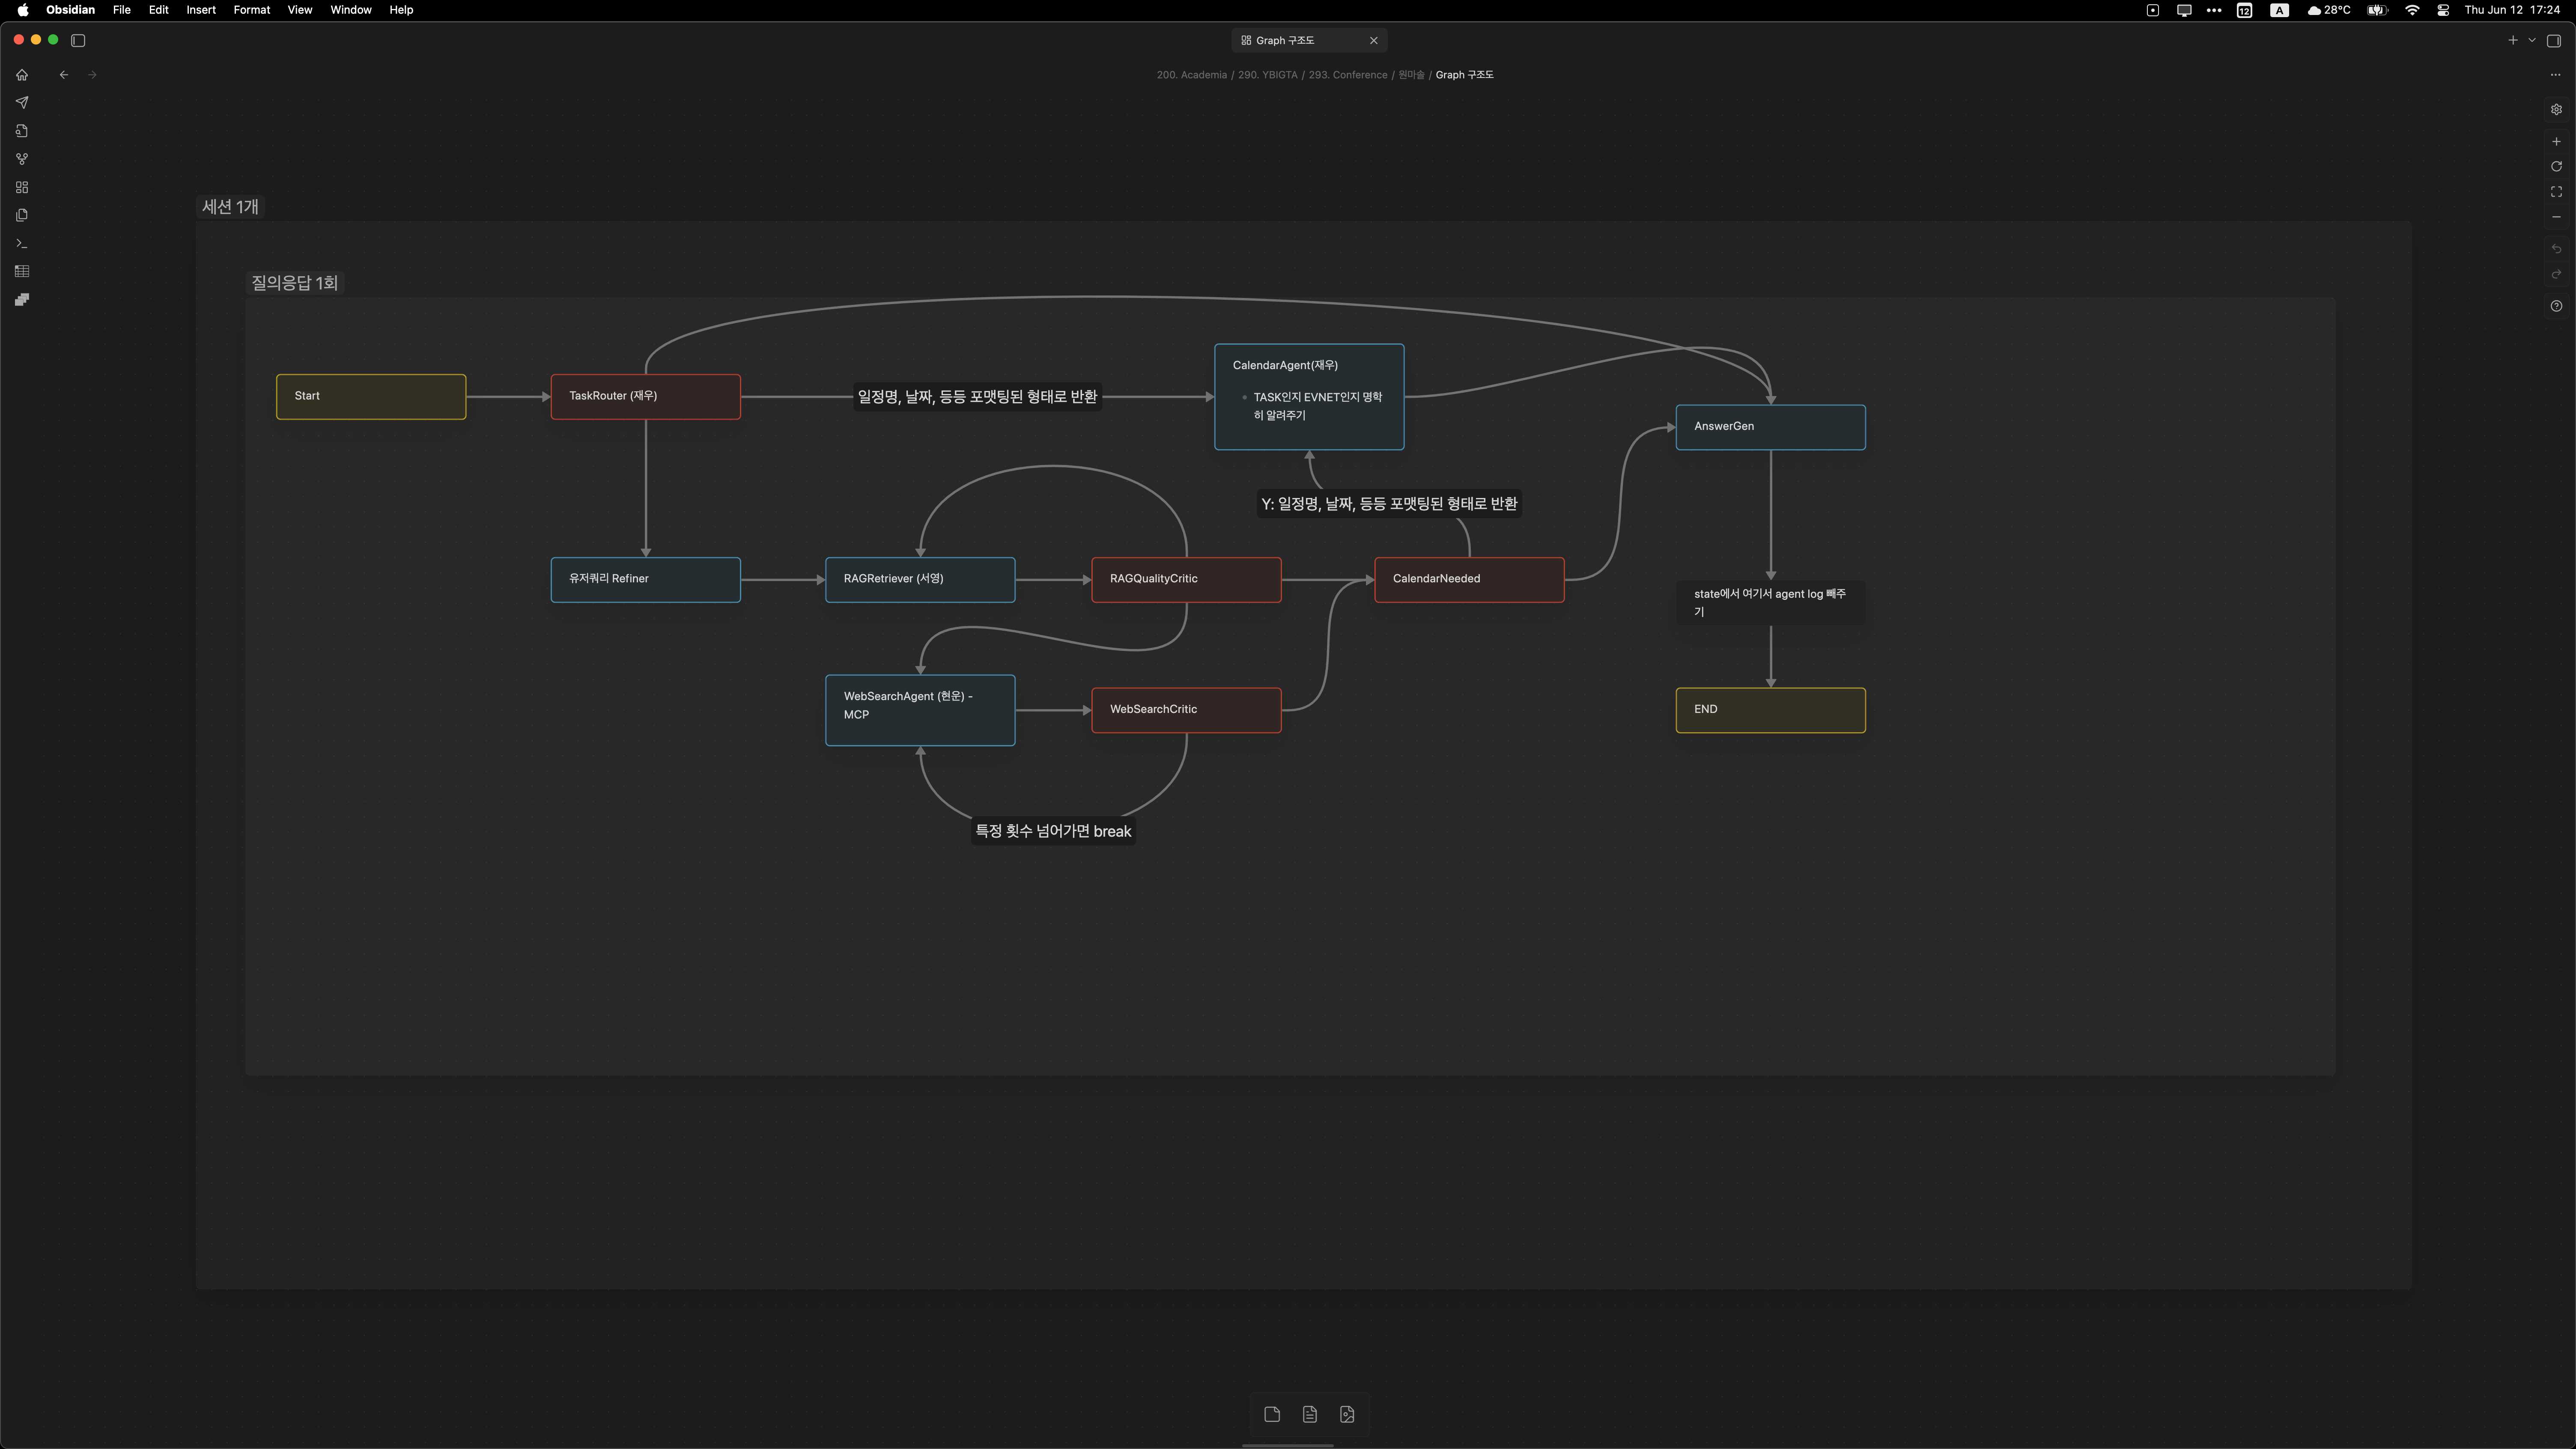 Obsidian File Edit Insert Format View Window Help
12 A 28°C Thu Jun 12 17:24
Graph 구조도
200. Academia / 290. YBIGTA / 293. Conference / 원마솔 / Graph 구조도
세션 1개
질의응답 1회
Start
TaskRouter (재우)
일정명, 날짜, 등등 포맷팅된 형태로 반환
CalendarAgent(재우)
TASK인지 EVNET인지 명확
히 알려주기
AnswerGen
Y: 일정명, 날짜, 등등 포맷팅된 형태로 반환
유저쿼리 Refiner
RAGRetriever (서영)
RAGQualityCritic
CalendarNeeded
state에서 여기서 agent log 빼주
기
WebSearchAgent (현운) -
MCP
WebSearchCritic
END
특정 횟수 넘어가면 break